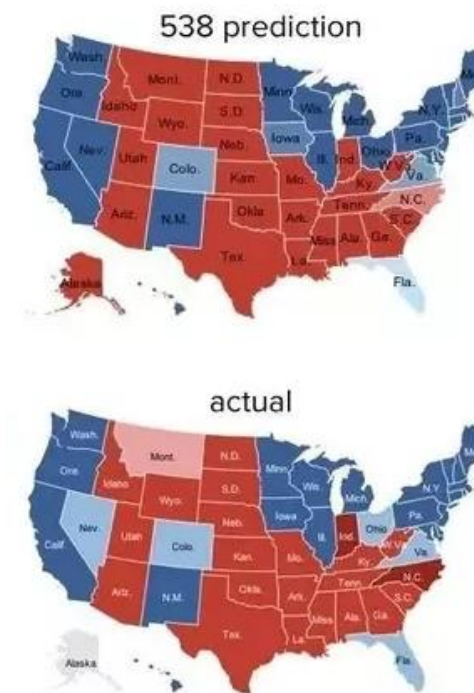 538 prediction
Wash.
Mont.
N.D.
Minn
Ore
Idaho
S.D.
Wis.
Mich.
N.Y.
Wyo.
Iowa
Pa.
Nev.
Neb.
Ill.
Ind.
Ohio
Calif.
Utah
Colo.
Kan.
Mo.
W.Va
Va.
Ky.
N.C.
Tenn.
Ariz.
N.M.
Okla
Ark.
S.C.
Miss
Ala.
Ga.
Tex.
La.
Fla.
Alaska
actual
Wash.
Mont.
N.D.
Minn.
Ore.
Idaho
S.D.
Wis.
Mich.
N.Y.
Wyo.
Iowa
Pa.
Nev.
Neb.
Ill.
Ind.
Ohio
Calif.
Utah
Colo.
Kan.
Mo.
W.Va
Va.
Ky.
N.C.
Tenn.
Ariz.
N.M.
Okla.
Ark.
S.C.
Miss
Ala.
Ga.
Tex.
La.
Fla.
Alaska